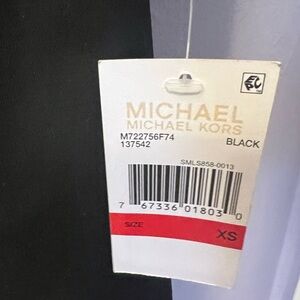 MICHAEL
MICHAEL KORS
M722756F74
137542 BLACK
SMLS858-0013
7 67336 01803 0
SIZE XS